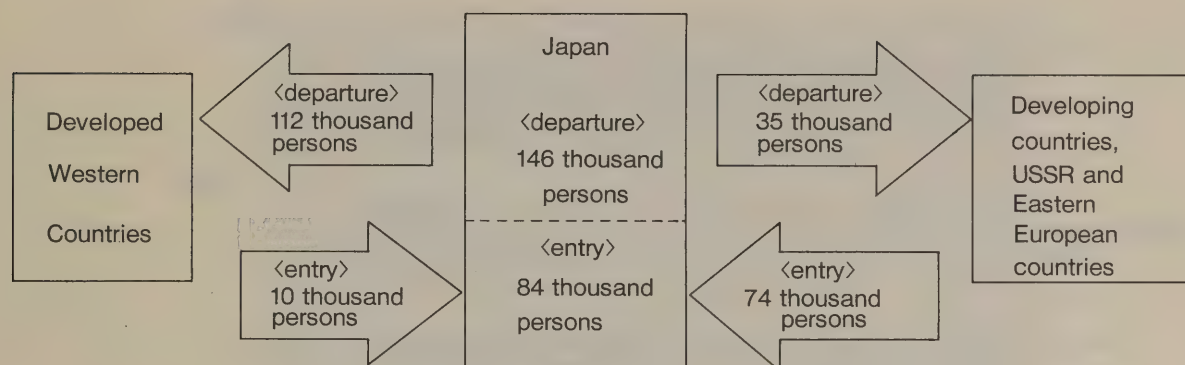 Developed
Western
Countries
<departure>
112 thousand
persons
<entry>
10 thousand
persons
Japan
<departure>
146 thousand
persons
<entry>
84 thousand
persons
<departure>
35 thousand
persons
<entry>
74 thousand
persons
Developing
countries,
USSR and
Eastern
European
countries